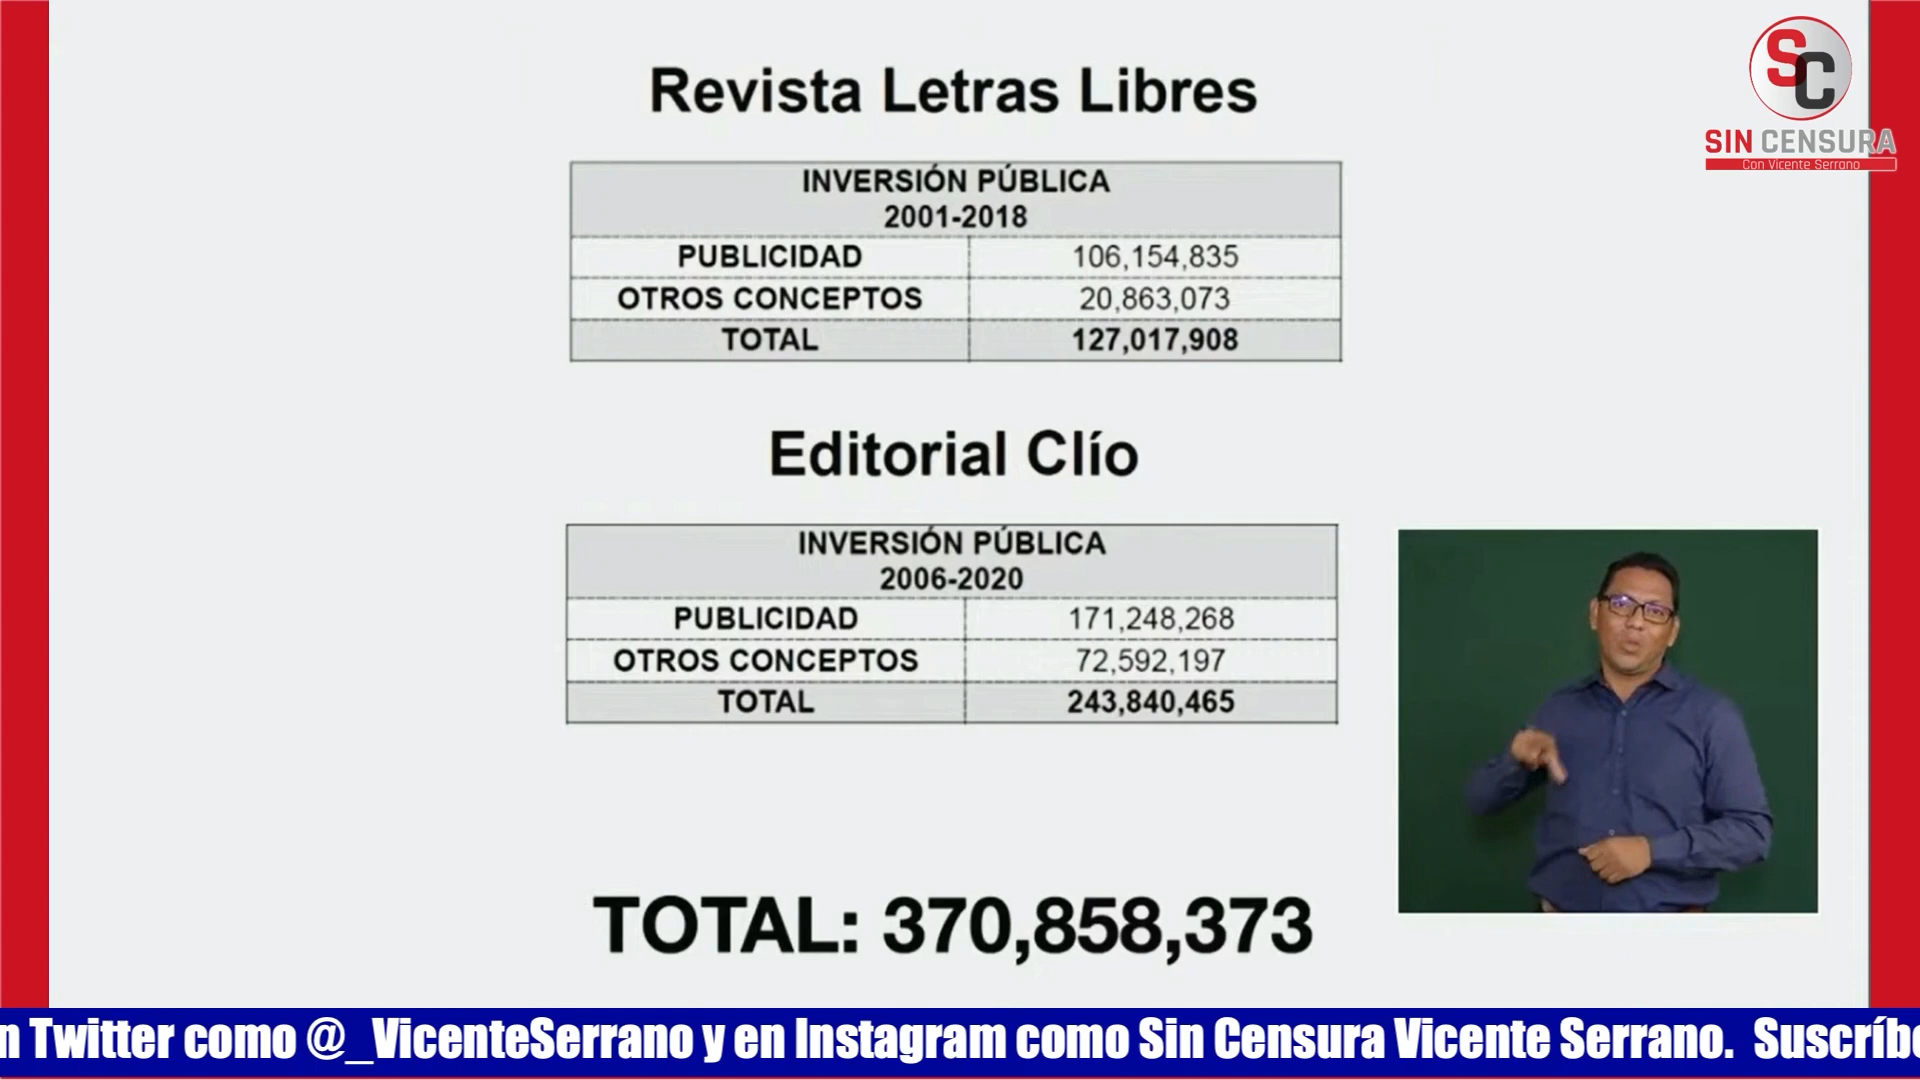 Revista Letras Libres
INVERSIÓN PÚBLICA
2001-2018
PUBLICIDAD 106,154,835
OTROS CONCEPTOS 20,863,073
TOTAL 127,017,908
Editorial Clío
INVERSIÓN PÚBLICA
2006-2020
PUBLICIDAD 171,248,268
OTROS CONCEPTOS 72,592,197
TOTAL 243,840,465
TOTAL: 370,858,373
SC
SIN CENSURA
Con Vicente Serrano
n Twitter como @_VicenteSerrano y en Instagram como Sin Censura Vicente Serrano. Suscríbe